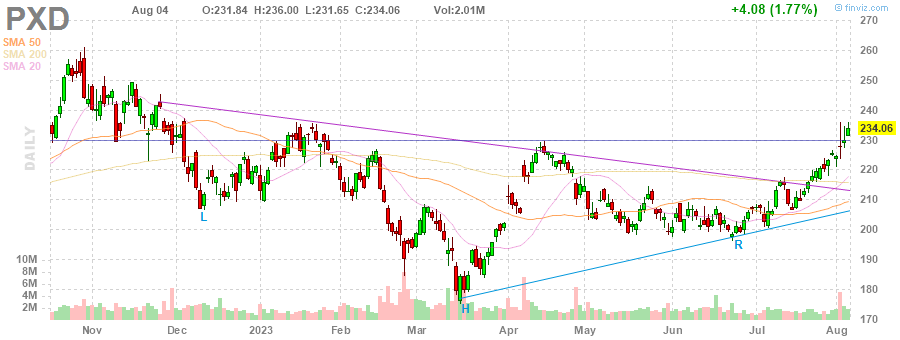 PXD Aug 04 O:231.84 H:236.00 L:231.65 C:234.06 Vol:2.01M +4.08 (1.77%) © finviz.com
SMA 50
SMA 200
SMA 20
DAILY
270
260
250
240
234.06
230
220
210
200
190
180
170
10M
8M
6M
4M
2M
L
H
R
Nov Dec 2023 Feb Mar Apr May Jun Jul Aug